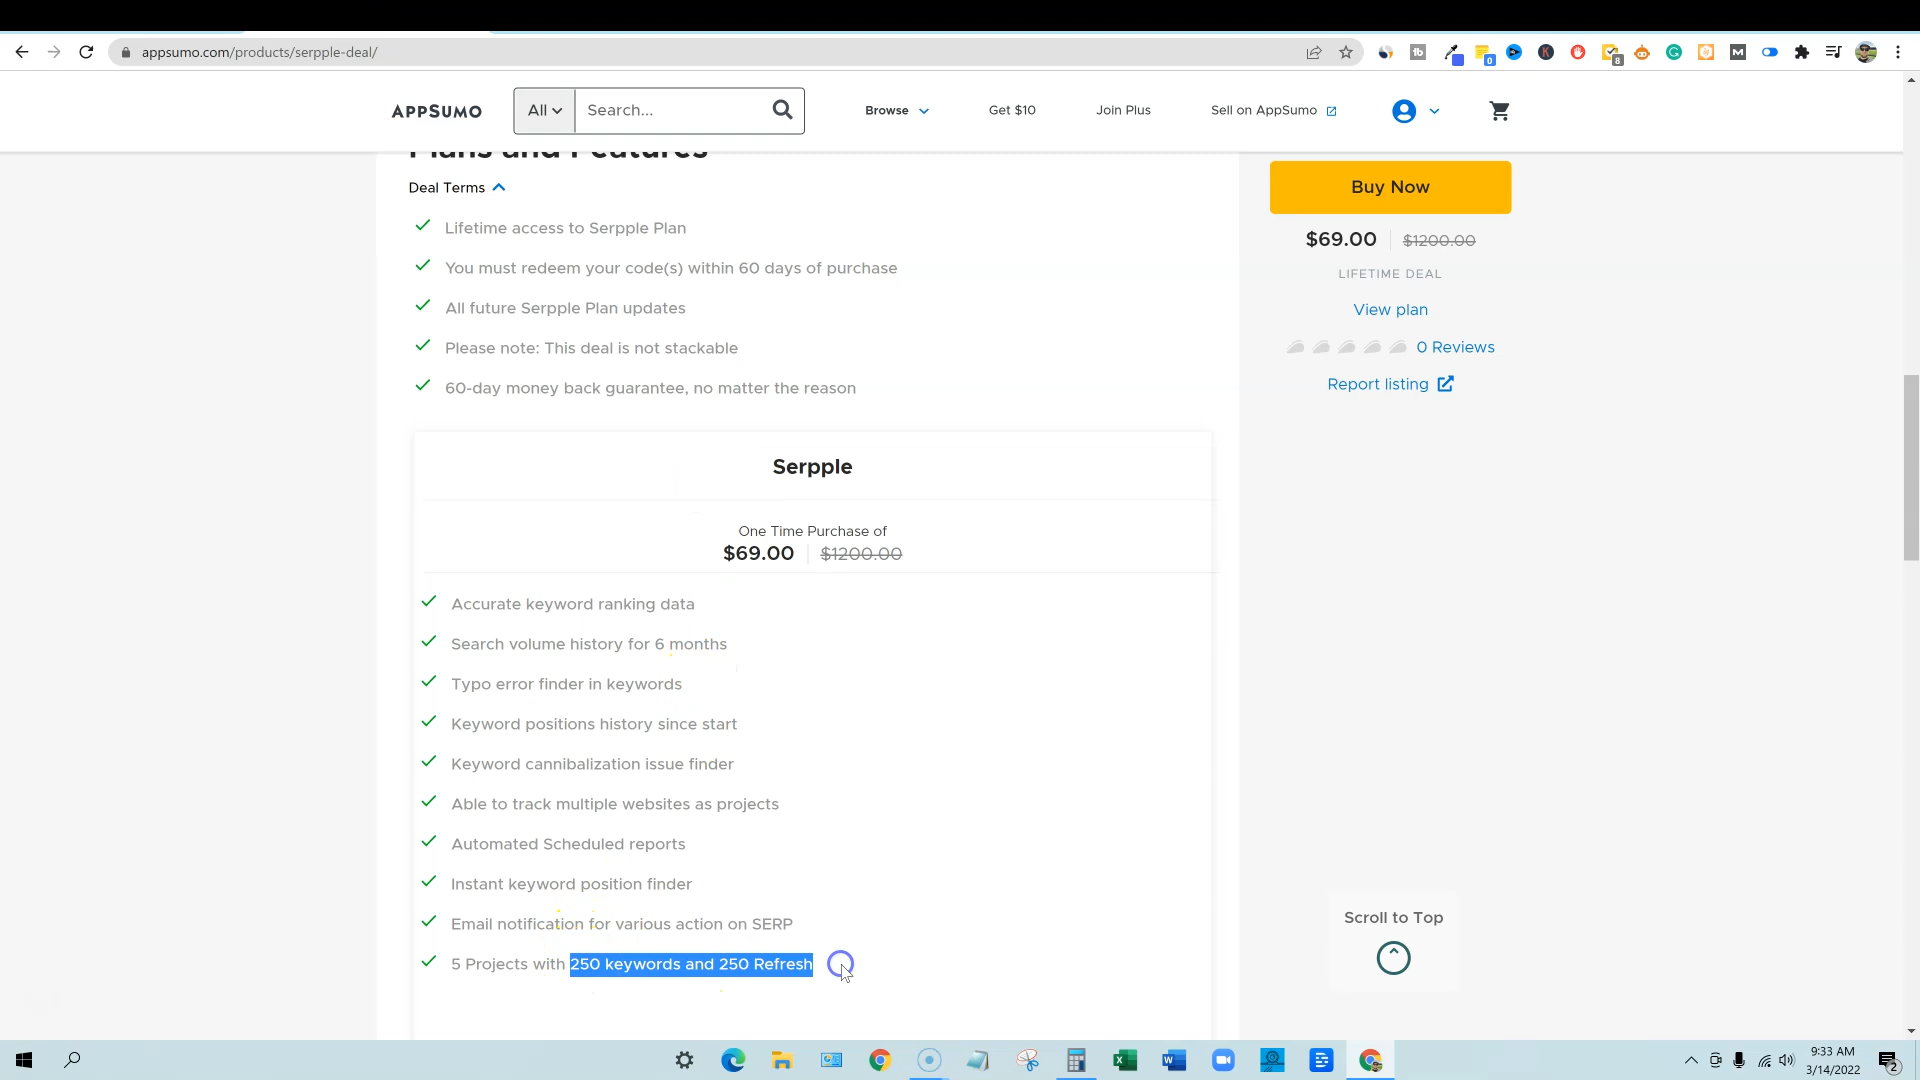 appsumo.com/products/serpple-deal/
0
8
APPSUMO
All
Search...
Browse
Get $10
Join Plus
Sell on AppSumo
Plans and Features
Deal Terms
Lifetime access to Serpple Plan
You must redeem your code(s) within 60 days of purchase
All future Serpple Plan updates
Please note: This deal is not stackable
60-day money back guarantee, no matter the reason
Buy Now
$69.00
$1200.00
LIFETIME DEAL
View plan
0 Reviews
Report listing
Serpple
One Time Purchase of
$69.00
$1200.00
Accurate keyword ranking data
Search volume history for 6 months
Typo error finder in keywords
Keyword positions history since start
Keyword cannibalization issue finder
Able to track multiple websites as projects
Automated Scheduled reports
Instant keyword position finder
Email notification for various action on SERP
5 Projects with 250 keywords and 250 Refresh
Scroll to Top
9:33 AM
3/14/2022
2